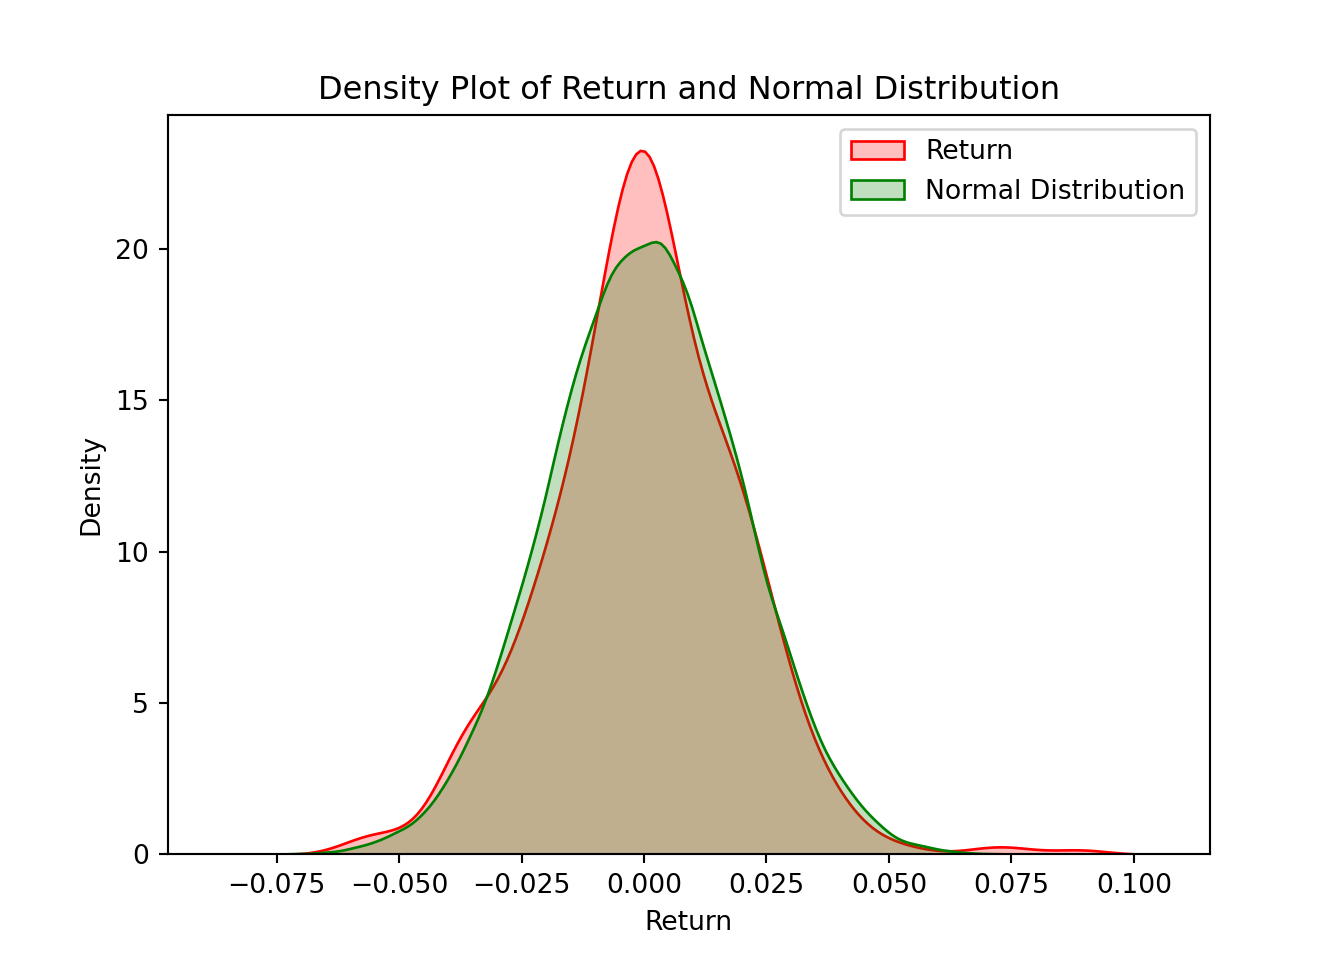 Density Plot of Return and Normal Distribution
Return
Normal Distribution
Density
20
15
10
5
0
−0.075 −0.050 −0.025 0.000 0.025 0.050 0.075 0.100
Return